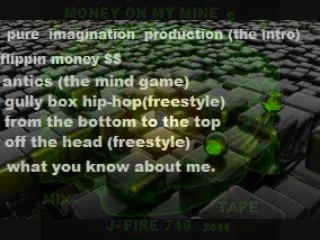 MONEY ON MY MINE $
pure imagination production (the intro)
flippin money $$
antics (the mind game)
gully box hip-hop(freestyle)
from the bottom to the top
off the head (freestyle)
what you know about me.
MIX
TAPE
J-FIRE 716 2014